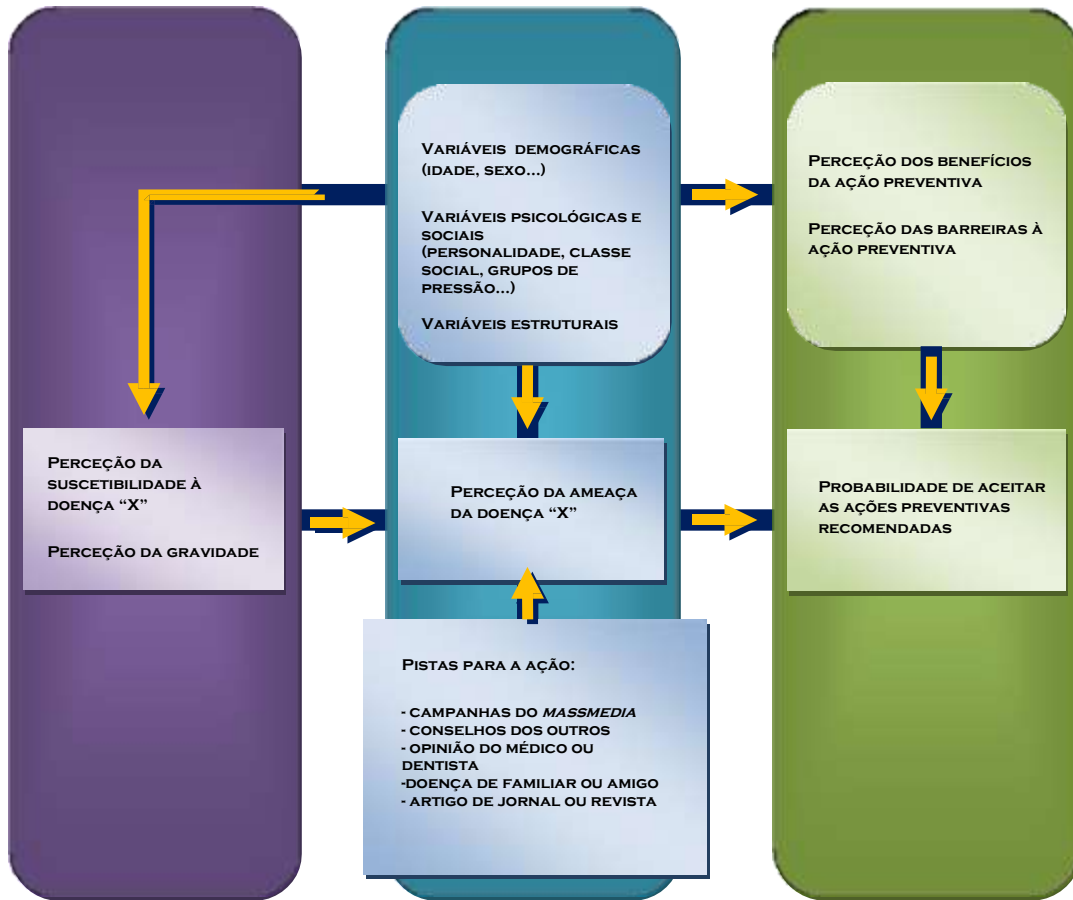 VARIÁVEIS DEMOGRÁFICAS
(IDADE, SEXO...)
VARIÁVEIS PSICOLÓGICAS E
SOCIAIS
(PERSONALIDADE, CLASSE
SOCIAL, GRUPOS DE
PRESSÃO...)
VARIÁVEIS ESTRUTURAIS
PERCEÇÃO DOS BENEFÍCIOS
DA AÇÃO PREVENTIVA
PERCEÇÃO DAS BARREIRAS À
AÇÃO PREVENTIVA
PERCEÇÃO DA
SUSCETIBILIDADE À
DOENÇA “X”
PERCEÇÃO DA GRAVIDADE
PERCEÇÃO DA AMEAÇA
DA DOENÇA “X”
PROBABILIDADE DE ACEITAR
AS AÇÕES PREVENTIVAS
RECOMENDADAS
PISTAS PARA A AÇÃO:
- CAMPANHAS DO MASSMEDIA
- CONSELHOS DOS OUTROS
- OPINIÃO DO MÉDICO OU
DENTISTA
-DOENÇA DE FAMILIAR OU AMIGO
- ARTIGO DE JORNAL OU REVISTA